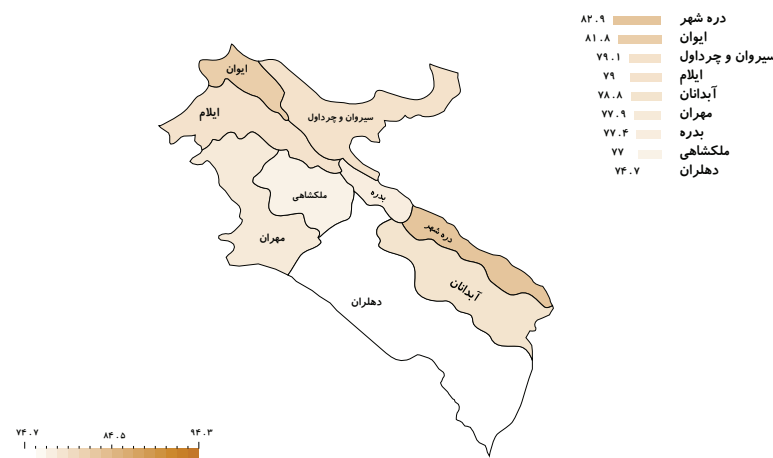 دره شهر ۸۲.۹
ایوان ۸۱.۸
سیروان و چرداول ۷۹.۱
ایلام ۷۹
آبدانان ۷۸.۸
مهران ۷۷.۹
بدره ۷۷.۴
ملکشاهی ۷۷
دهلران ۷۴.۷
ایوان
ایلام
سیروان و چرداول
ملکشاهی
بدره
دره شهر
مهران
آبدانان
دهلران
۷۴.۷ ۸۴.۵ ۹۴.۳